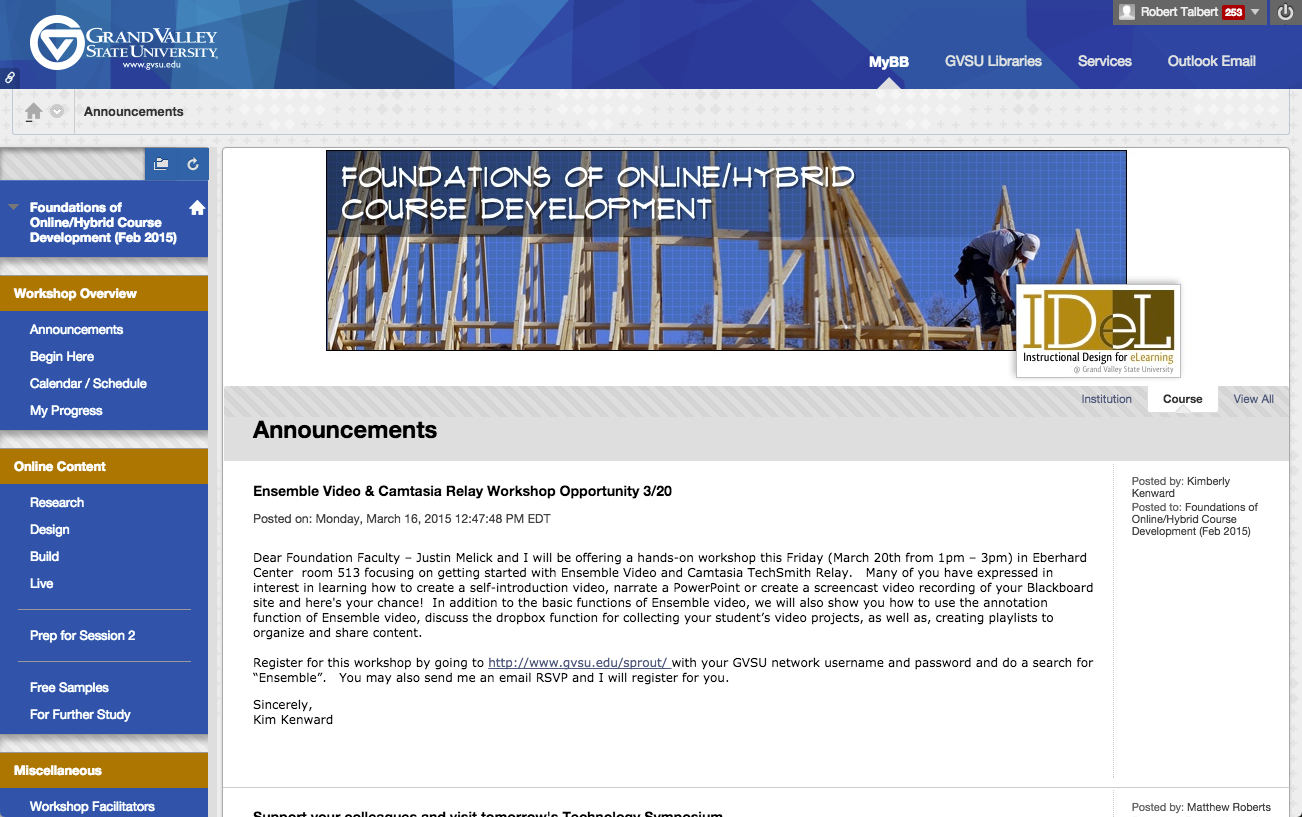 Robert Talbert 253
GRANDVALLEY
STATE UNIVERSITY
www.gvsu.edu
MyBB
GVSU Libraries
Services
Outlook Email
Announcements
Foundations of
Online/Hybrid Course
Development (Feb 2015)
Workshop Overview
Announcements
Begin Here
Calendar / Schedule
My Progress
Online Content
Research
Design
Build
Live
Prep for Session 2
Free Samples
For Further Study
Miscellaneous
Workshop Facilitators
FOUNDATIONS OF ONLINE/HYBRID
COURSE DEVELOPMENT
IDeL
Instructional Design for eLearning
@ Grand Valley State University
Institution
Course
View All
Announcements
Ensemble Video & Camtasia Relay Workshop Opportunity 3/20
Posted on: Monday, March 16, 2015 12:47:48 PM EDT
Dear Foundation Faculty – Justin Melick and I will be offering a hands-on workshop this Friday (March 20th from 1pm – 3pm) in Eberhard
Center  room 513 focusing on getting started with Ensemble Video and Camtasia TechSmith Relay.   Many of you have expressed in
interest in learning how to create a self-introduction video, narrate a PowerPoint or create a screencast video recording of your Blackboard
site and here's your chance!  In addition to the basic functions of Ensemble video, we will also show you how to use the annotation
function of Ensemble video, discuss the dropbox function for collecting your student’s video projects, as well as, creating playlists to
organize and share content.
Register for this workshop by going to http://www.gvsu.edu/sprout/ with your GVSU network username and password and do a search for
“Ensemble”.   You may also send me an email RSVP and I will register for you.
Sincerely,
Kim Kenward
Posted by: Kimberly
Kenward
Posted to: Foundations of
Online/Hybrid Course
Development (Feb 2015)
Support your colleagues and visit tomorrow's Technology Symposium
Posted by: Matthew Roberts